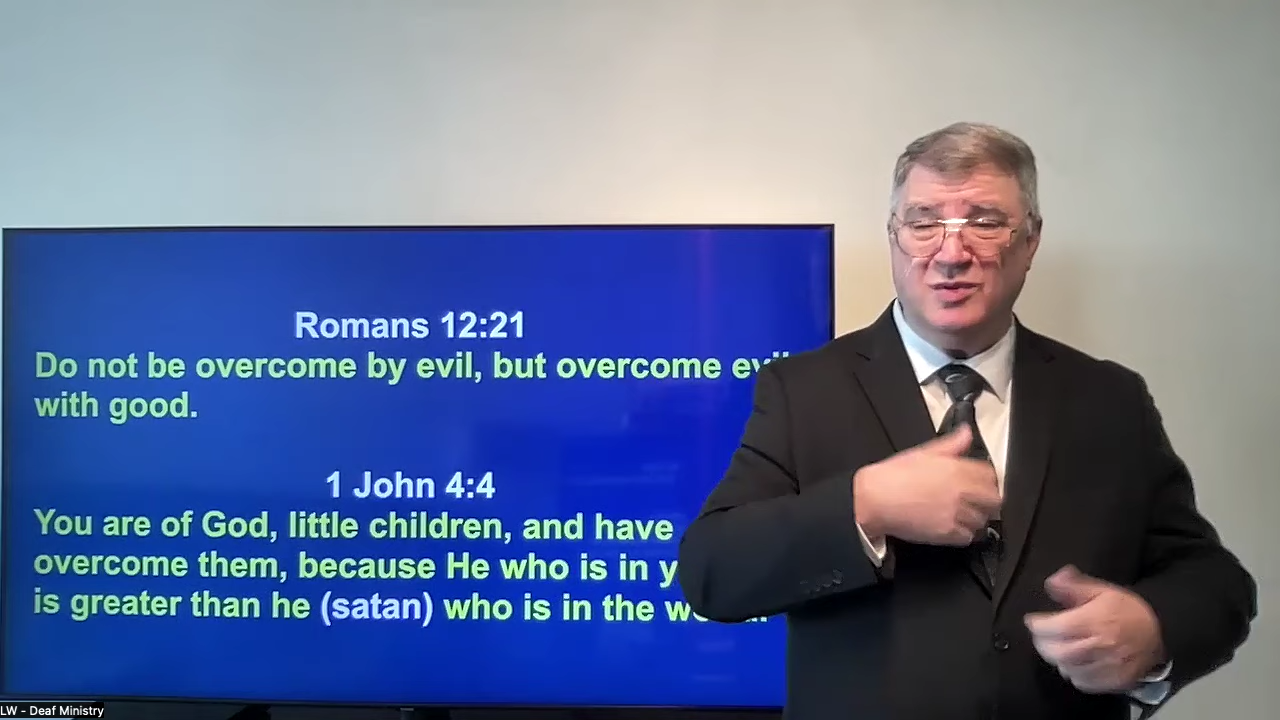 Romans 12:21
Do not be overcome by evil, but overcome
with good.
1 John 4:4
You are of God, little children, and have
overcome them, because He who is in
is greater than he (satan) who is in the
LW - Deaf Ministry